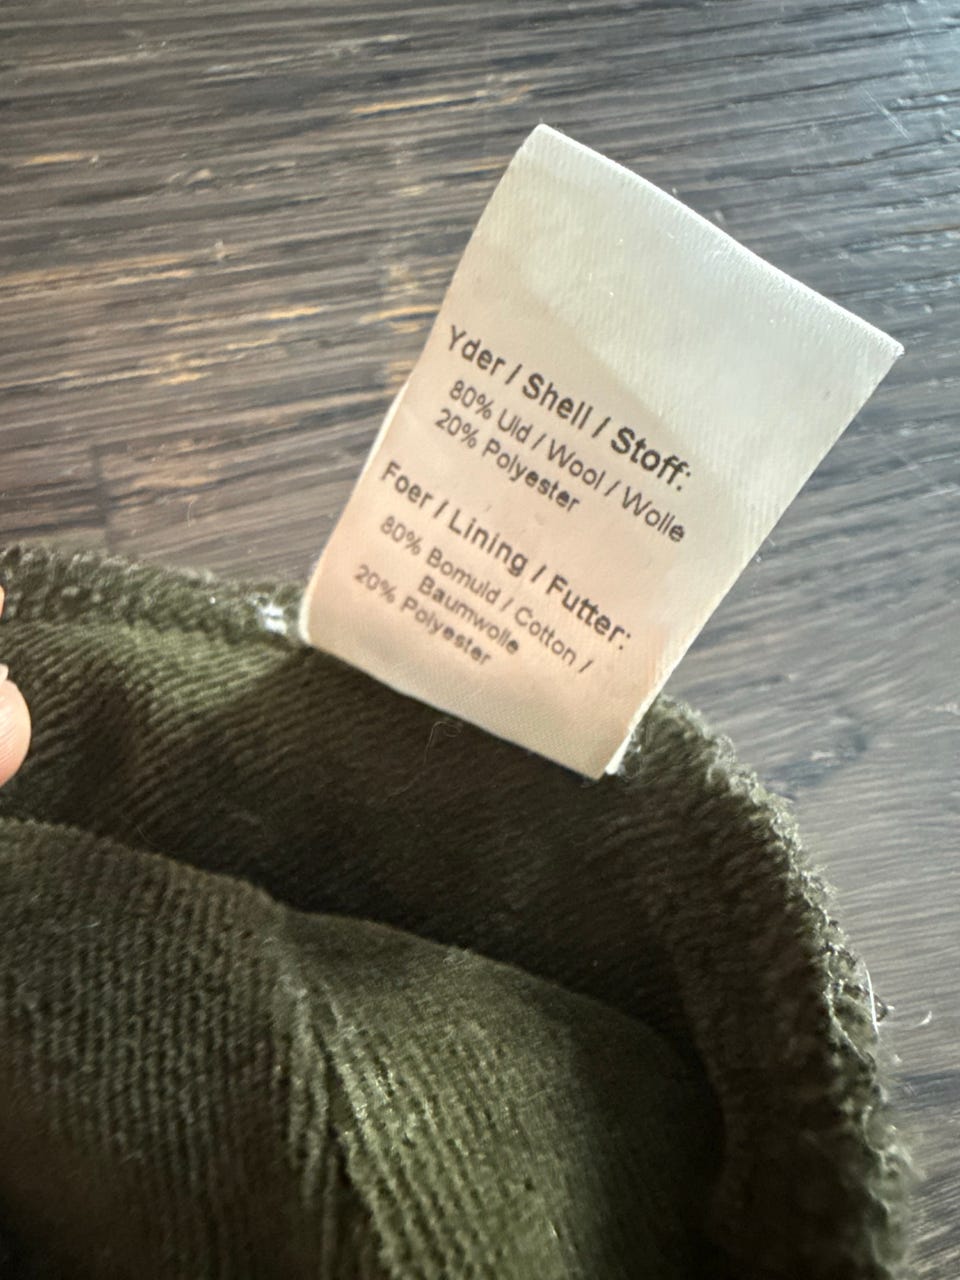 Yder / Shell / Stoff:
80% Uld / Wool / Wolle
20% Polyester
Foer / Lining / Futter:
80% Bomuld / Cotton /
Baumwolle
20% Polyester